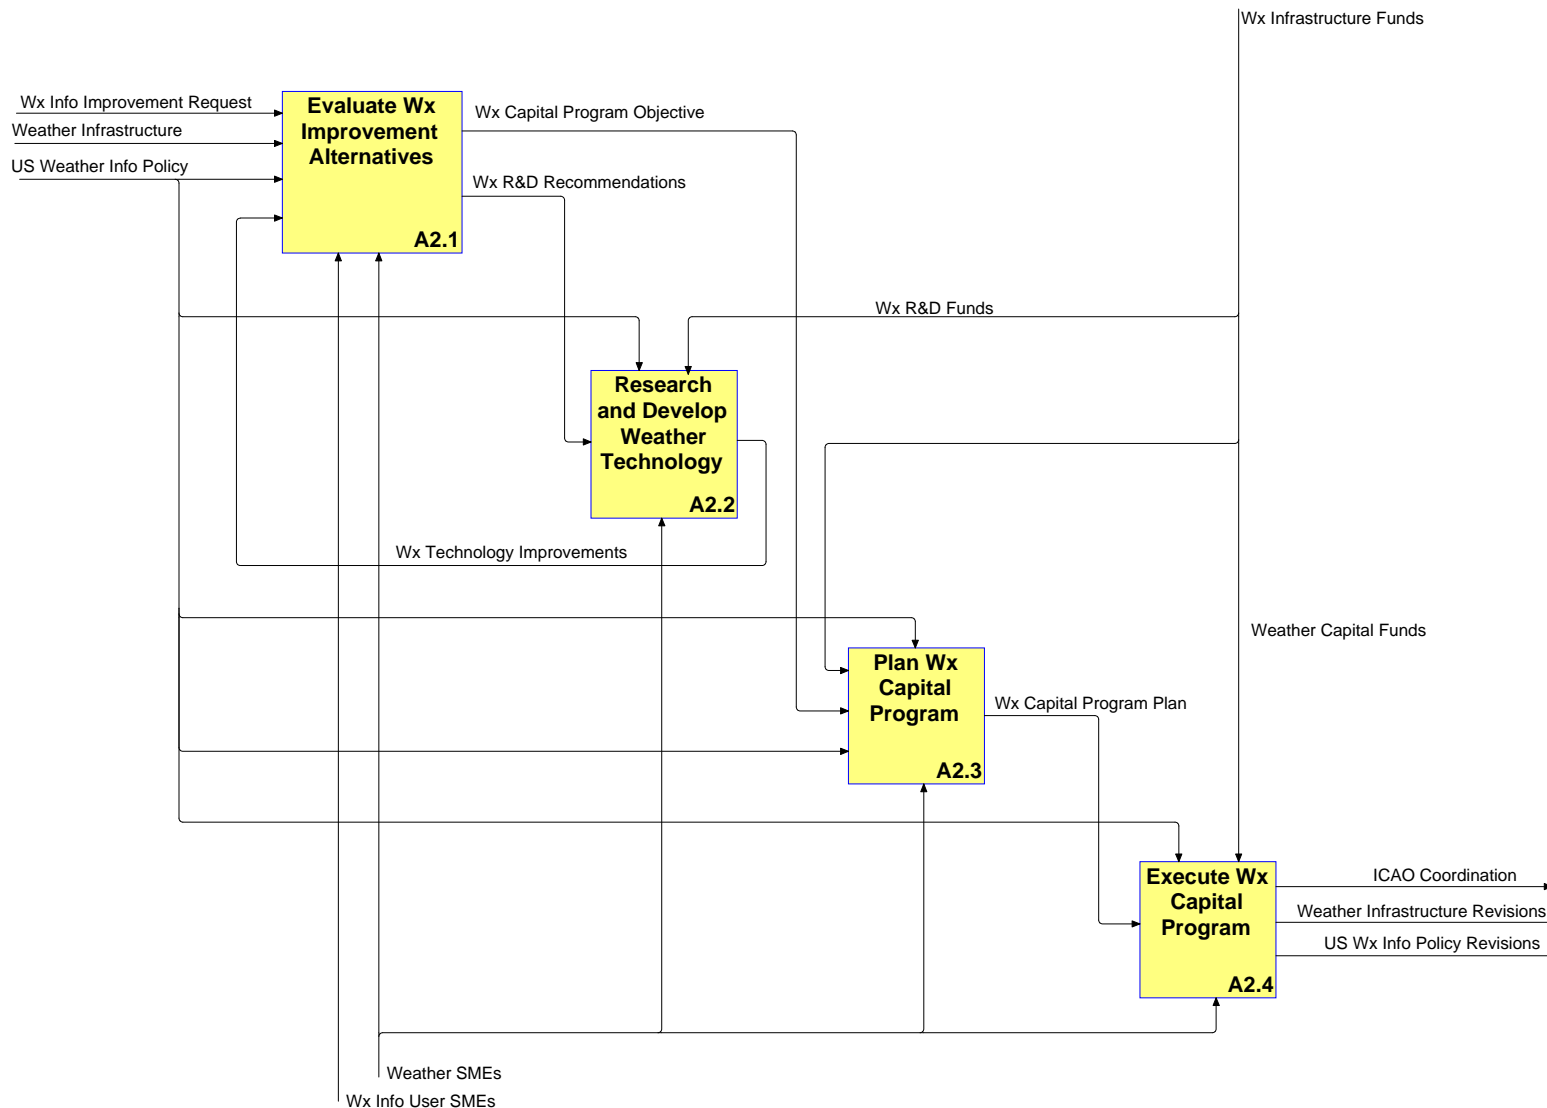 Wx Infrastructure Funds
Wx Info Improvement Request
Weather Infrastructure
US Weather Info Policy
Evaluate Wx
Improvement
Alternatives
A2.1
Wx Capital Program Objective
Wx R&D Recommendations
Wx R&D Funds
Research
and Develop
Weather
Technology
A2.2
Wx Technology Improvements
Weather Capital Funds
Plan Wx
Capital
Program
A2.3
Wx Capital Program Plan
Execute Wx
Capital
Program
A2.4
ICAO Coordination
Weather Infrastructure Revisions
US Wx Info Policy Revisions
Weather SMEs
Wx Info User SMEs